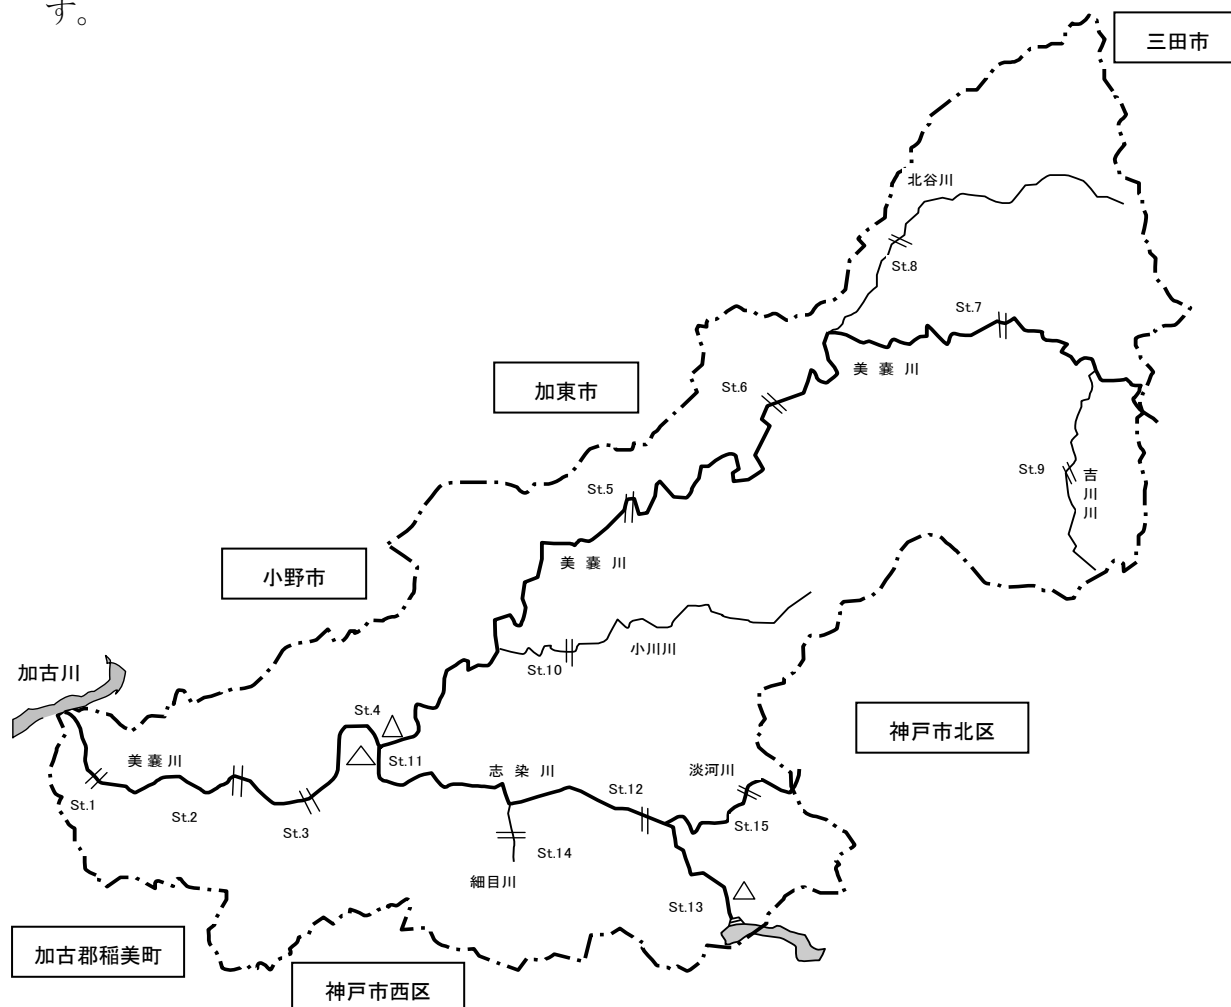 す。
三田市
北谷川
St.8
St.7
美嚢川
加東市
St.6
St.9
吉川川
St.5
小野市
美嚢川
小川川
St.10
加古川
St.4
St.11
神戸市北区
美嚢川
志染川
淡河川
St.1
St.2
St.3
St.12
St.15
St.14
細目川
St.13
加古郡稲美町
神戸市西区